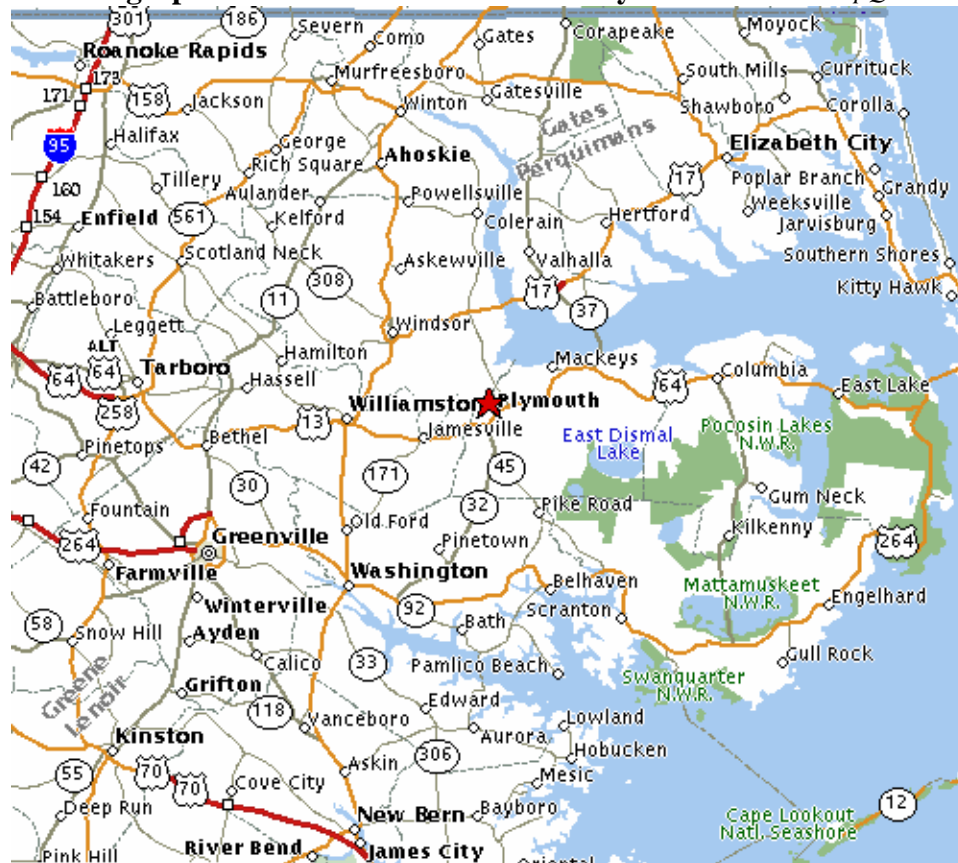 301
186
Severn
Como
Gates
Corapeake
Moyock
Roanoke Rapids
173
171
158
Jackson
Murfreesboro
Winton
Gatesville
South Mills
Currituck
Shawboro
Corolla
95
Halifax
George
Rich Square
Ahoskie
Gates
Perquimans
Elizabeth City
160
Tillery
Aulander
Powellsville
17
Poplar Branch
Grandy
154
Enfield
561
Kelford
Colerain
Hertford
Weeksville
Jarvisburg
Whitakers
Scotland Neck
308
Askewville
Valhalla
Southern Shores
Battleboro
11
17
37
Kitty Hawk
Leggett
Windsor
ALT
64
64
Tarboro
Hamilton
Hassell
Mackeys
64
Columbia
East Lake
258
13
Williamston
Plymouth
Jamesville
Pinetops
Bethel
East Dismal
Lake
Pocosin Lakes
N.W.R.
42
30
171
45
32
Pike Road
Gum Neck
Fountain
Old Ford
Kilkenny
264
Greenville
Pinetown
264
Farmville
Washington
Belhaven
Mattamuskeet
N.W.R.
Engelhard
Winterville
92
Scranton
58
Snow Hill
Ayden
Bath
Calico
33
Pamlico Beach
Gull Rock
Greene
Lenoir
Grifton
118
Edward
Swanquarter
N.W.R.
Vanceboro
Lowland
Kinston
Aurora
306
Hobucken
55
70
70
Cove City
Askin
Mesic
Deep Run
New Bern
Bayboro
12
Cape Lookout
Natl. Seashore
Pink Hill
River Bend
James City
Oriental